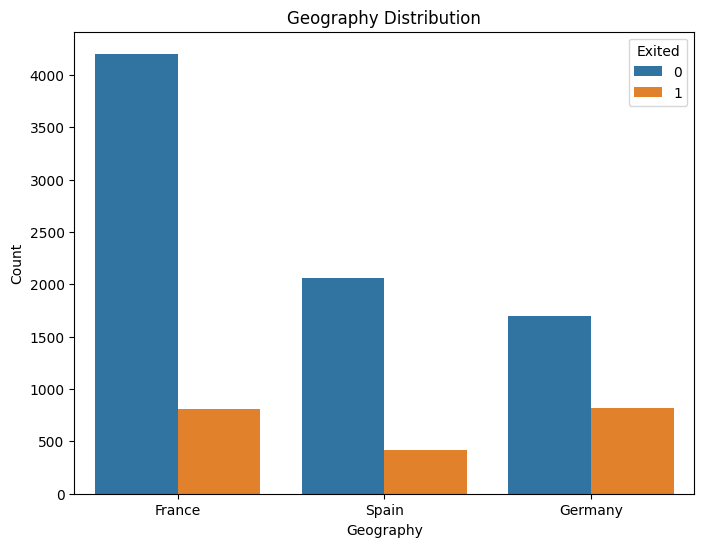 Geography Distribution
Exited
0
1
4000
3500
3000
2500
2000
1500
1000
500
0
Count
France
Spain
Germany
Geography